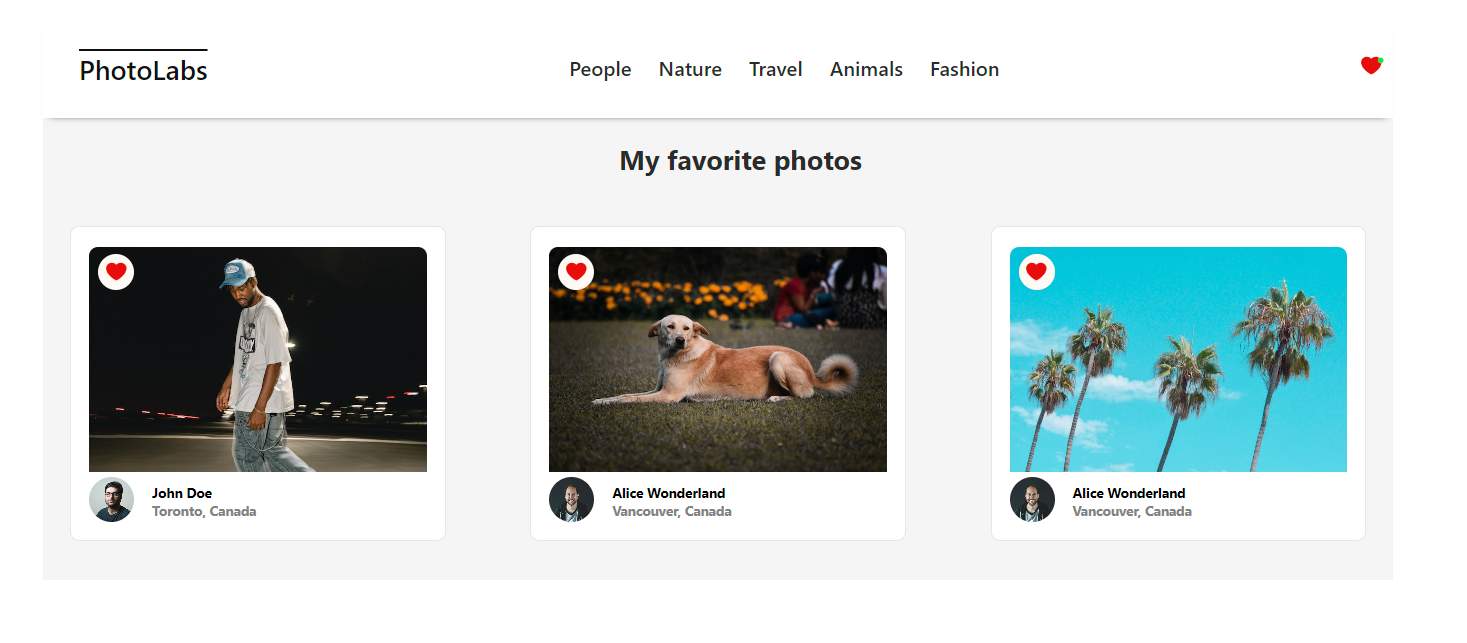 PhotoLabs
People Nature Travel Animals Fashion
My favorite photos
John Doe
Toronto, Canada
Alice Wonderland
Vancouver, Canada
Alice Wonderland
Vancouver, Canada